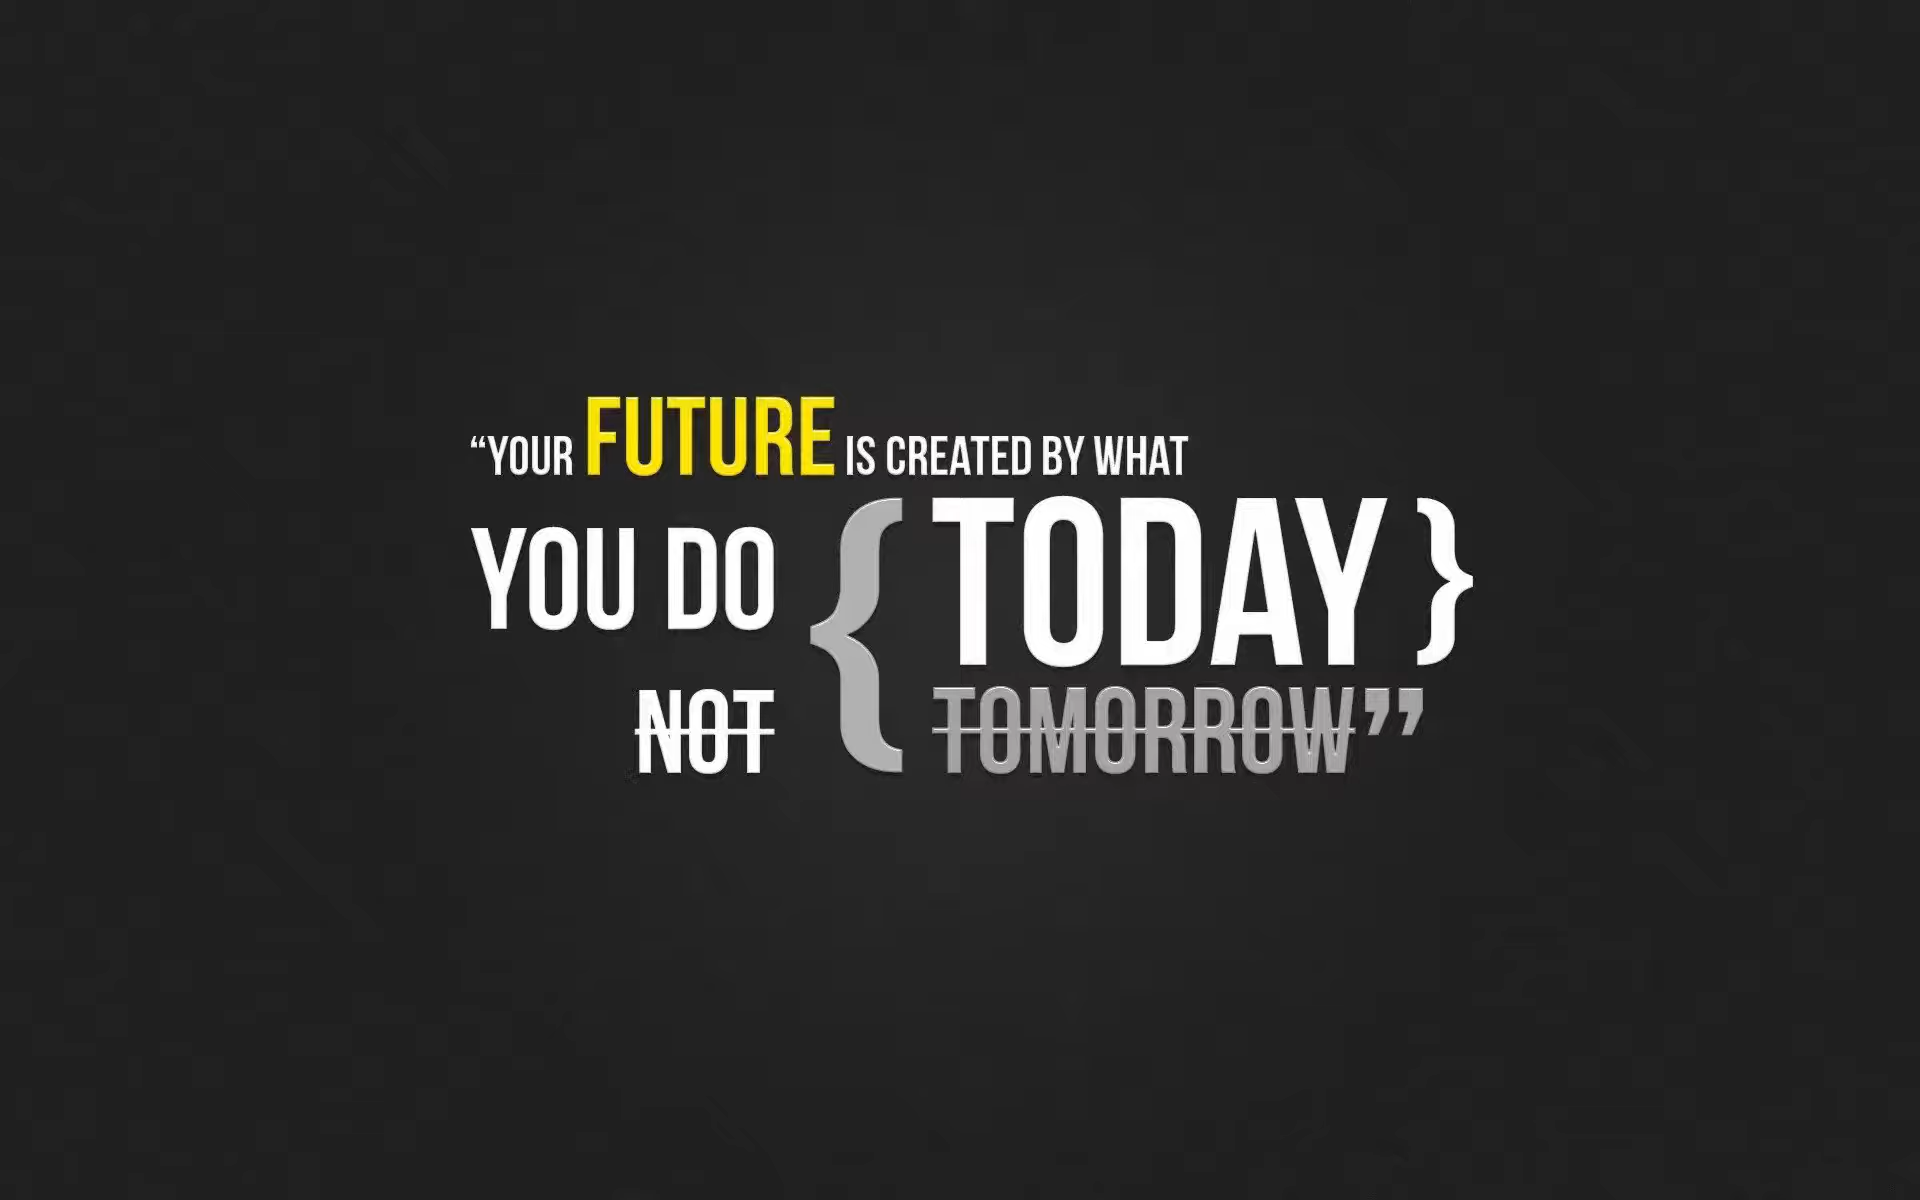 “YOUR FUTURE IS CREATED BY WHAT
YOU DO { TODAY }
NOT TOMORROW”